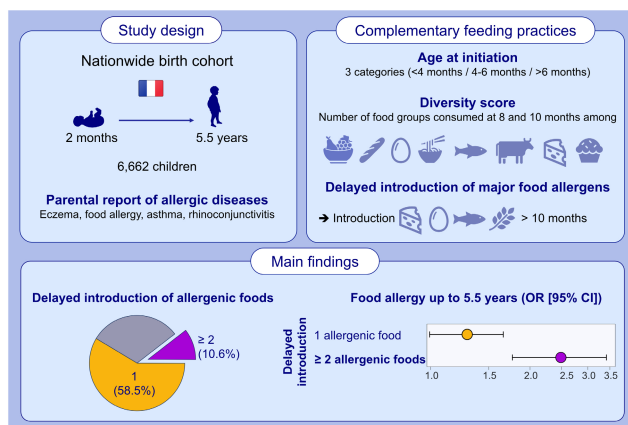 Study design
Nationwide birth cohort
2 months
5.5 years
6,662 children
Parental report of allergic diseases
Eczema, food allergy, asthma, rhinoconjunctivitis
Complementary feeding practices
Age at initiation
3 categories (<4 months / 4-6 months / >6 months)
Diversity score
Number of food groups consumed at 8 and 10 months among
Delayed introduction of major food allergens
➔ Introduction > 10 months
Main findings
Delayed introduction of allergenic foods
≥ 2
(10.6%)
1
(58.5%)
Food allergy up to 5.5 years (OR [95% CI])
Delayed
introduction
1 allergenic food
≥ 2 allergenic foods
1.0 1.5 2.0 2.5 3.0 3.5